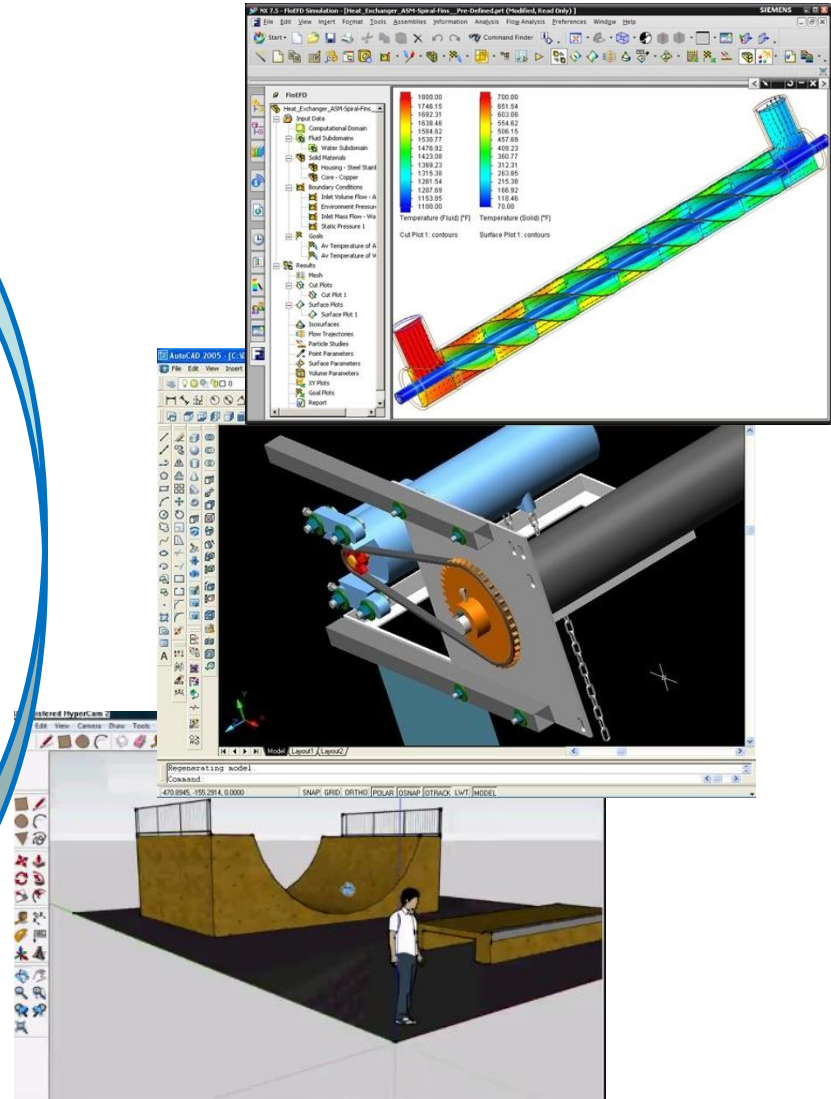 NX 7.5 - FloEFD Simulation - [Heat_Exchanger_ASM-Spiral-Fins__Pre-Defined.prt (Modified, Read Only) ]
SIEMENS
File Edit View Insert Format Tools Assemblies Information Analysis Flow Analysis Preferences Window Help
Start Command Finder
FloEFD
Heat_Exchanger_ASM-Spiral-Fins__
Input Data
Computational Domain
Fluid Subdomains
Water Subdomain
Solid Materials
Housing - Steel Stainl
Core - Copper
Boundary Conditions
Inlet Volume Flow - A
Environment Pressur
Inlet Mass Flow - Wa
Static Pressure 1
Goals
Av Temperature of A
Av Temperature of W
Results
Mesh
Cut Plots
Cut Plot 1
Surface Plots
Surface Plot 1
Isosurfaces
Flow Trajectories
Particle Studies
Point Parameters
Surface Parameters
Volume Parameters
XY Plots
Goal Plots
Report
1800.00 700.00
1746.15 651.54
1692.31 603.08
1638.46 554.62
1584.62 506.15
1530.77 457.69
1476.92 409.23
1423.08 360.77
1369.23 312.31
1315.38 263.85
1261.54 215.38
1207.69 166.92
1153.85 118.46
1100.00 70.00
Temperature (Fluid) [°F] Temperature (Solid) [°F]
Cut Plot 1: contours Surface Plot 1: contours
AutoCAD 2005 - [C:\
File Edit View Insert
0
A
Y
X
Model Layout1 Layout2
Regenerating model.
Command:
-470.8945, -155.2914, 0.0000 SNAP GRID ORTHO POLAR OSNAP OTRACK LWT MODEL
istered HyperCam 2
Edit View Camera Draw Tools